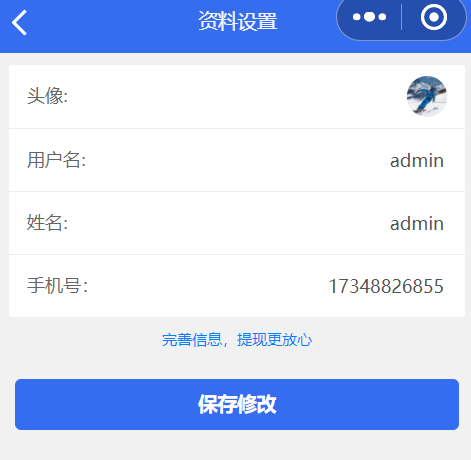 资料设置
头像:
用户名: admin
姓名: admin
手机号: 17348826855
完善信息，提现更放心
保存修改